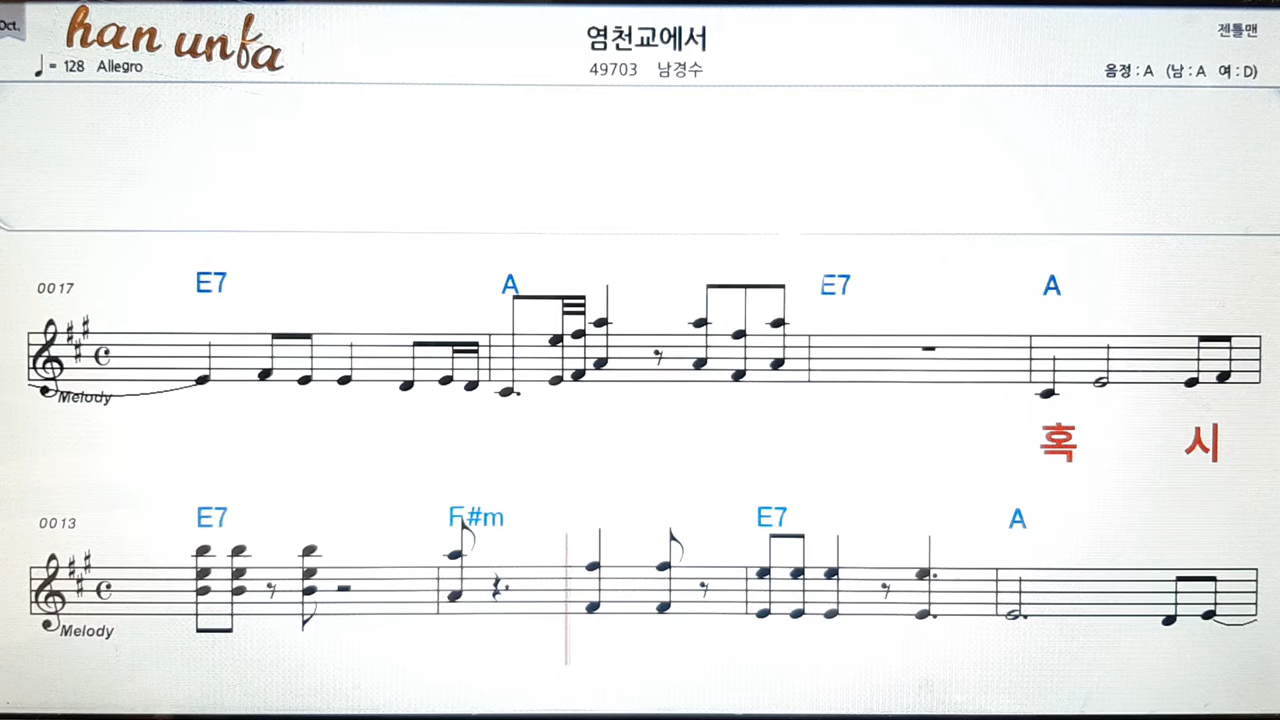 Oct.
han unfa
염천교에서
젠틀맨
♩= 128 Allegro
49703 남경수
음정 : A (남 : A 여 : D)
E7 A E7 A
0017
Melody
혹 시
E7 F#m E7 A
0013
Melody